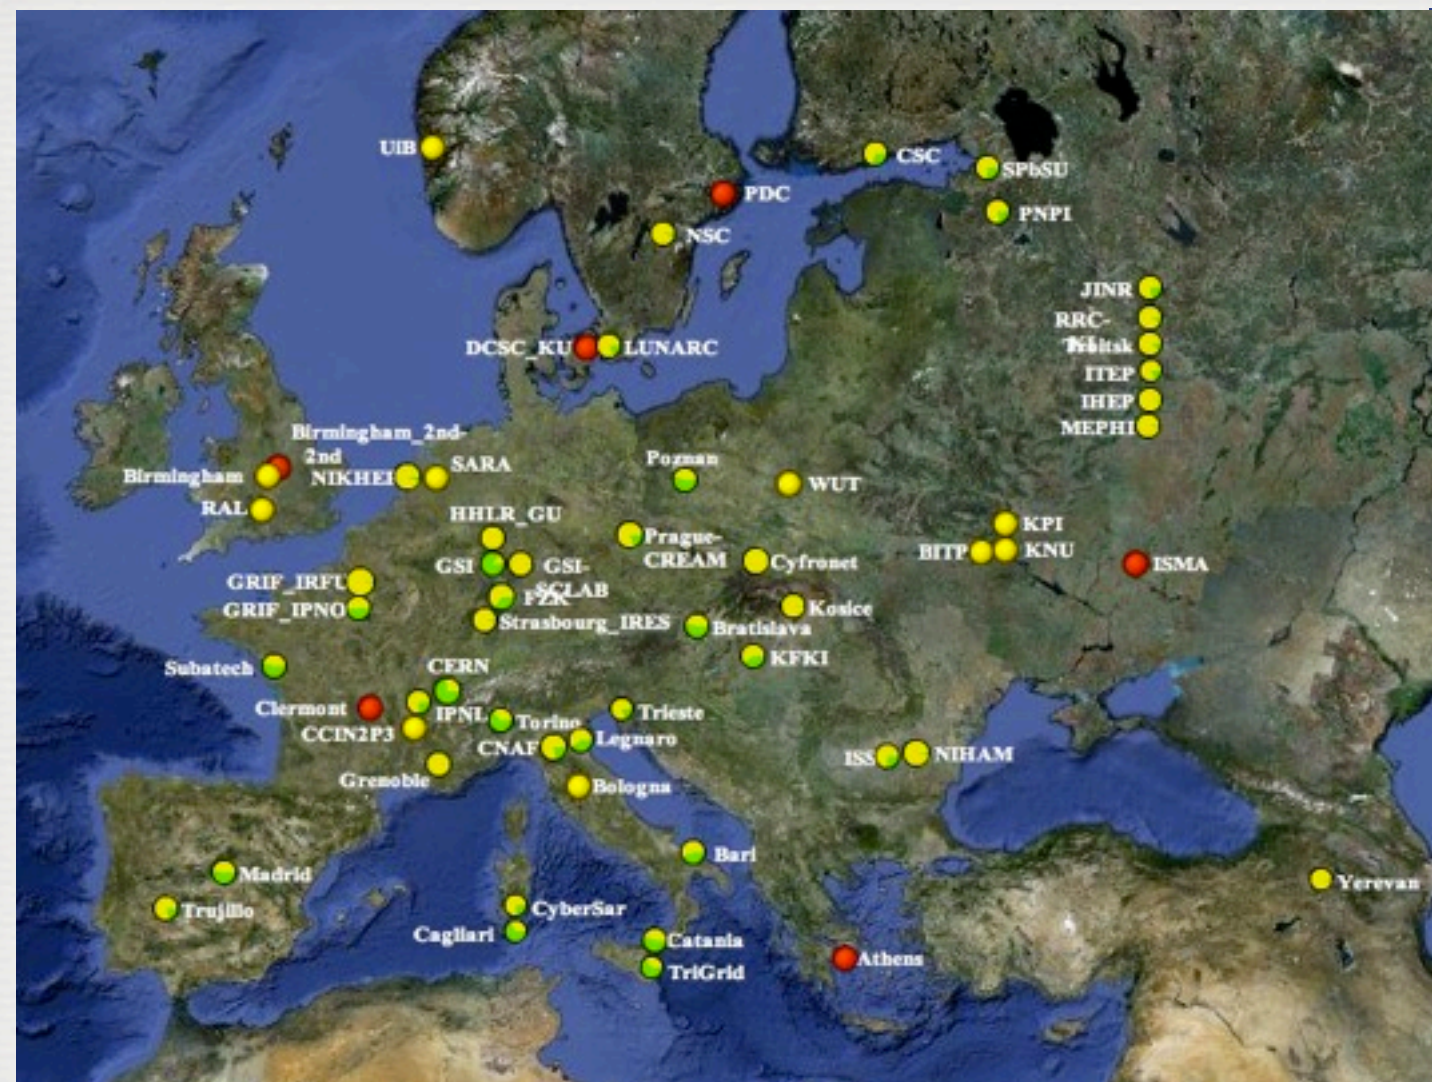 UiB
CSC
SPbSU
PDC
PNPI
NSC
JINR
RRC-
Troitsk
DCSC_KU
LUNARC
ITEP
IHEP
MEPHI
Birmingham_2nd-
2nd
Birmingham
NIKHEF
SARA
Poznan
WUT
RAL
HHLR_GU
KPI
Prague-
CREAM
BITP
KNU
GSI
GSI-
SCLAB
Cyfronet
ISMA
GRIF_IRFU
FZK
GRIF_IPNO
Kosice
Strasbourg_IRES
Bratislava
KFKI
Subatech
CERN
Clermont
IPNL
Torino
Trieste
CCIN2P3
CNAF
Legnaro
ISS
NIHAM
Grenoble
Bologna
Bari
Madrid
Yerevan
Trujillo
CyberSar
Cagliari
Catania
Athens
TriGrid